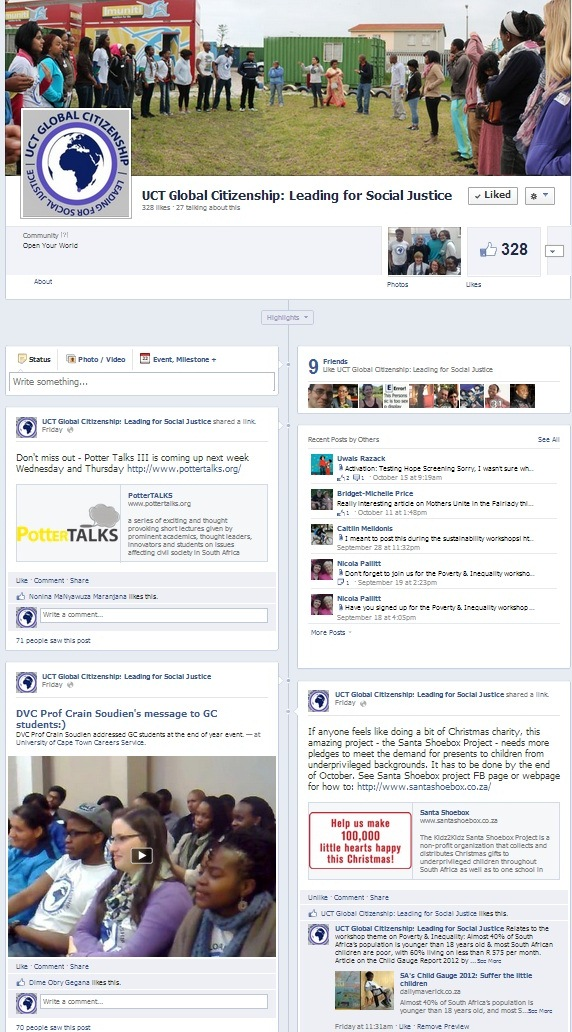 Imuniti
UCT GLOBAL CITIZENSHIP
LEADING FOR SOCIAL JUSTICE
UCT Global Citizenship: Leading for Social Justice
328 likes · 27 talking about this
Liked
Community [?]
Open Your World
About
Photos
328
Likes
Highlights
Status
Photo / Video
Event, Milestone +
Write something...
UCT Global Citizenship: Leading for Social Justice shared a link.
Friday
Don't miss out - Potter Talks III is coming up next week
Wednesday and Thursday http://www.pottertalks.org/
POTTERTALKS
PotterTALKS
www.pottertalks.org
a series of exciting and thought
provoking short lectures given by
prominent academics, thought leaders,
innovators and students on issues
affecting civil society in South Africa
Like · Comment · Share
Nonina MaNyawuza Maranjana likes this.
Write a comment...
71 people saw this post
UCT Global Citizenship: Leading for Social Justice
Friday
DVC Prof Crain Soudien's message to GC
students:)
DVC Prof Crain Soudien addressed GC students at the end of year event. — at
University of Cape Town Careers Service.
Like · Comment · Share
Dime Obry Gegana likes this.
Write a comment...
70 people saw this post
9
Friends
Like UCT Global Citizenship: Leading for Social Justice
Error!
This Persons
pic is too see
to display
Recent Posts by Others
See All
Uwais Razack
Activation: Testing Hope Screening Sorry, I wasn't sure wh...
2 1 · October 15 at 9:19am
Bridget-Michelle Price
Really interesting article on Mothers Unite in the Fairlady thi...
1 · October 11 at 1:48pm
Caitlin Melidonis
I meant to post this during the sustainability workshops! ht...
September 28 at 11:32pm
Nicola Pallitt
Don't forget to join us for the Poverty & Inequality worksho...
1 · September 19 at 2:23pm
Nicola Pallitt
Have you signed up for the Poverty & Inequality workshop...
September 18 at 4:05pm
More Posts
UCT Global Citizenship: Leading for Social Justice shared a link.
Friday
If anyone feels like doing a bit of Christmas charity, this
amazing project - the Santa Shoebox Project - needs more
pledges to meet the demand for presents to children from
underprivileged backgrounds. It has to be done by the end
of October. See Santa Shoebox project FB page or webpage
for how to: http://www.santashoebox.co.za/
Help us make
100,000
little hearts happy
this Christmas!
Santa Shoebox
www.santashoebox.co.za
The Kidz2Kidz Santa Shoebox Project is a
non-profit organization that collects and
distributes Christmas gifts to
underprivileged children throughout
South Africa as well as to one school in
Unlike · Comment · Share
UCT Global Citizenship: Leading for Social Justice likes this.
UCT Global Citizenship: Leading for Social Justice Relates to the
workshop theme on Poverty & Inequality: Almost 40% of South
Africa's population is younger than 18 years old & most South African
children are poor, with 60% living on less than R 575 per month.
Article on the Child Gauge Report 2012 by ... See More
SA's Child Gauge 2012: Suffer the little
children
dailymaverick.co.za
Almost 40% of South Africa's population is
younger than 18 years old, and most S... See More
Friday at 11:31am · Like · Remove Preview